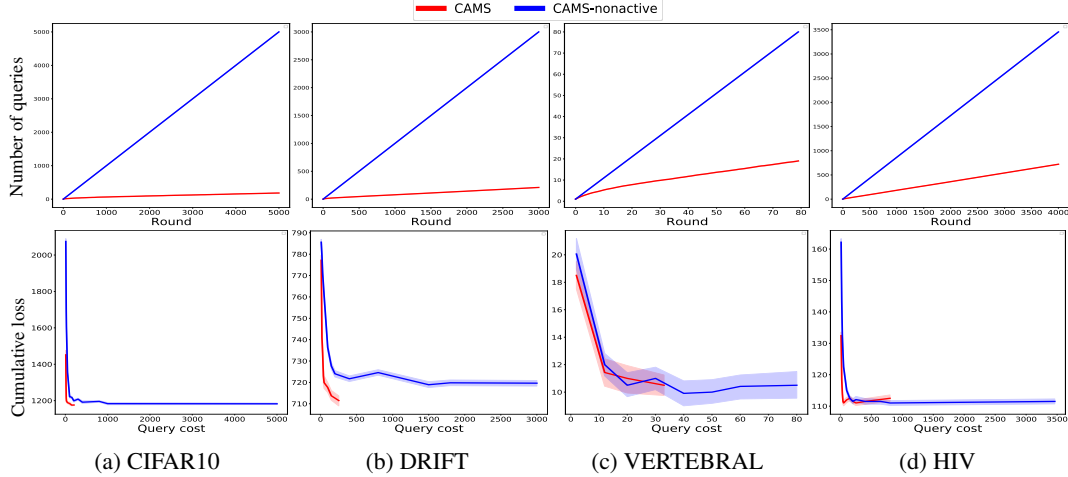 CAMS CAMS-nonactive
Number of queries
5000
4000
3000
2000
1000
0
0 1000 2000 3000 4000 5000
Round
3000
2500
2000
1500
1000
500
0
0 500 1000 1500 2000 2500 3000
Round
80
70
60
50
40
30
20
10
0
0 10 20 30 40 50 60 70 80
Round
3500
3000
2500
2000
1500
1000
500
0
0 500 1000 1500 2000 2500 3000 3500 4000
Round
Cumulative loss
2000
1800
1600
1400
1200
0 1000 2000 3000 4000 5000
Query cost
790
780
770
760
750
740
730
720
710
0 500 1000 1500 2000 2500 3000
Query cost
20
18
16
14
12
10
0 10 20 30 40 50 60 70 80
Query cost
160
150
140
130
120
110
0 500 1000 1500 2000 2500 3000 3500
Query cost
(a) CIFAR10 (b) DRIFT (c) VERTEBRAL (d) HIV